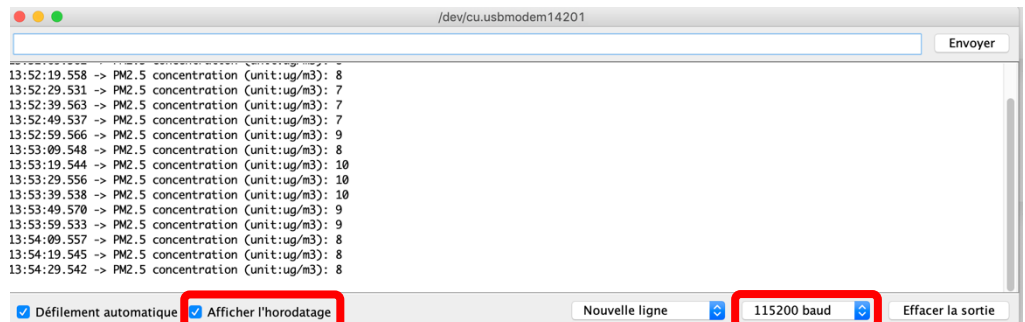 /dev/cu.usbmodem14201
Envoyer
13:52:19.558 -> PM2.5 concentration (unit:ug/m3): 8
13:52:29.531 -> PM2.5 concentration (unit:ug/m3): 7
13:52:39.563 -> PM2.5 concentration (unit:ug/m3): 7
13:52:49.537 -> PM2.5 concentration (unit:ug/m3): 7
13:52:59.566 -> PM2.5 concentration (unit:ug/m3): 9
13:53:09.548 -> PM2.5 concentration (unit:ug/m3): 8
13:53:19.544 -> PM2.5 concentration (unit:ug/m3): 10
13:53:29.556 -> PM2.5 concentration (unit:ug/m3): 10
13:53:39.538 -> PM2.5 concentration (unit:ug/m3): 10
13:53:49.570 -> PM2.5 concentration (unit:ug/m3): 9
13:53:59.533 -> PM2.5 concentration (unit:ug/m3): 9
13:54:09.557 -> PM2.5 concentration (unit:ug/m3): 8
13:54:19.545 -> PM2.5 concentration (unit:ug/m3): 8
13:54:29.542 -> PM2.5 concentration (unit:ug/m3): 8
Défilement automatique Afficher l'horodatage Nouvelle ligne 115200 baud Effacer la sortie